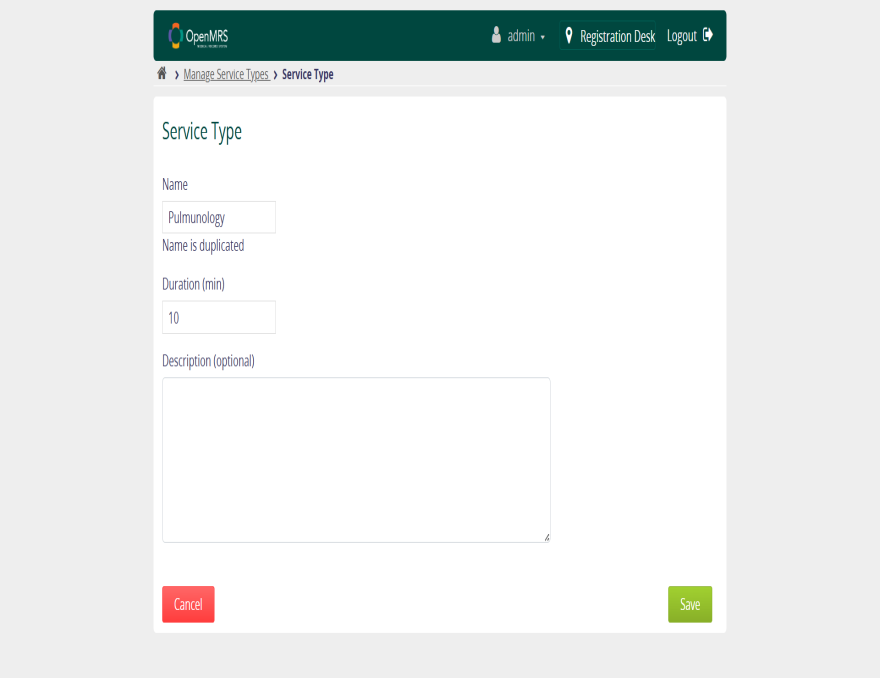 OpenMRS
admin
Registration Desk
Logout
Manage Service Types
Service Type
Service Type
Name
Pulmunology
Name is duplicated
Duration (min)
10
Description (optional)
Cancel
Save